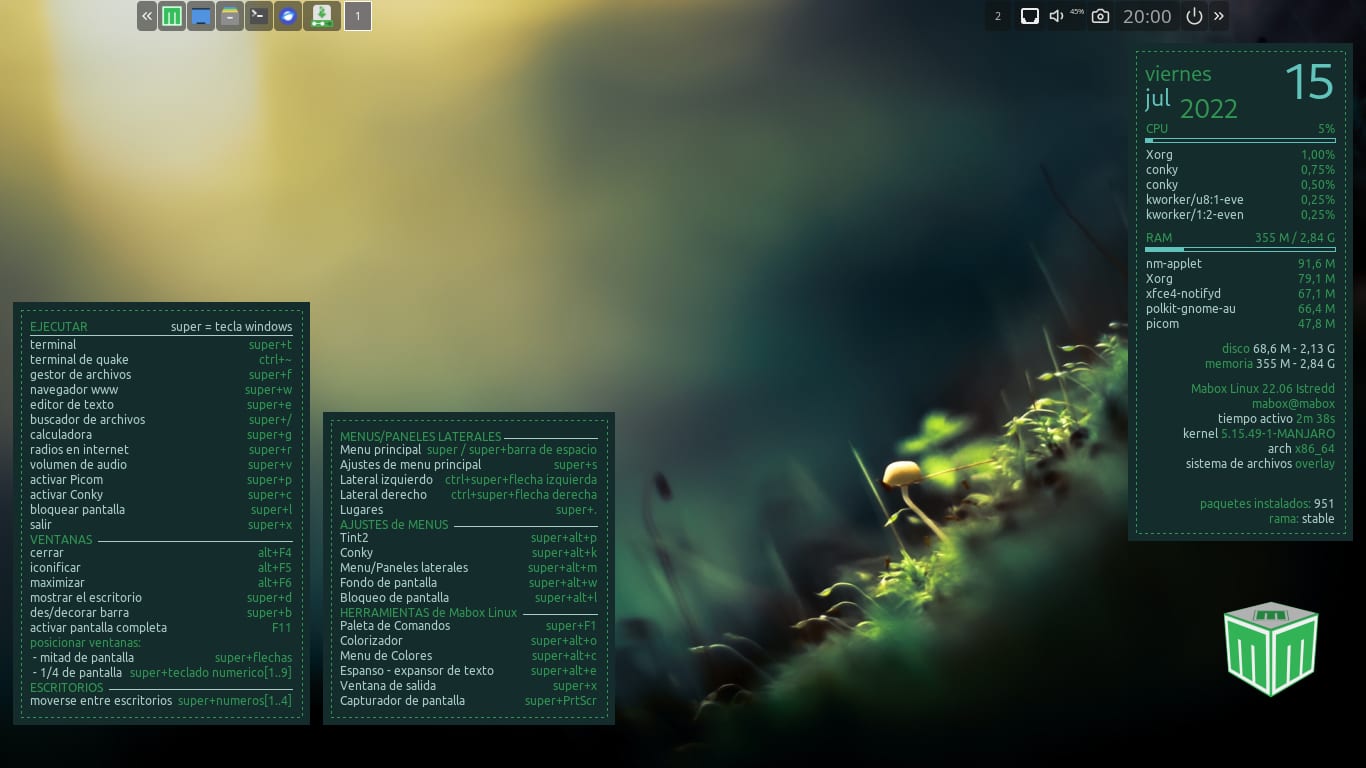 «
1
2
45%
20:00
»
viernes
15
jul 2022
CPU 5%
Xorg 1,00%
conky 0,75%
conky 0,50%
kworker/u8:1-eve 0,25%
kworker/1:2-even 0,25%
RAM 355 M / 2,84 G
nm-applet 91,6 M
Xorg 79,1 M
xfce4-notifyd 67,1 M
polkit-gnome-au 66,4 M
picom 47,8 M
disco 68,6 M - 2,13 G
memoria 355 M - 2,84 G
Mabox Linux 22.06 Istredd
mabox@mabox
tiempo activo 2m 38s
kernel 5.15.49-1-MANJARO
arch x86_64
sistema de archivos overlay
paquetes instalados: 951
rama: stable
EJECUTAR super = tecla windows
terminal super+t
terminal de quake ctrl+~
gestor de archivos super+f
navegador www super+w
editor de texto super+e
buscador de archivos super+/
calculadora super+g
radios en internet super+r
volumen de audio super+v
activar Picom super+p
activar Conky super+c
bloquear pantalla super+l
salir super+x
VENTANAS
cerrar alt+F4
iconificar alt+F5
maximizar alt+F6
mostrar el escritorio super+d
des/decorar barra super+b
activar pantalla completa F11
posicionar ventanas:
- mitad de pantalla super+flechas
- 1/4 de pantalla super+teclado numerico[1..9]
ESCRITORIOS
moverse entre escritorios super+numeros[1..4]
MENUS/PANELES LATERALES
Menu principal super / super+barra de espacio
Ajustes de menu principal super+s
Lateral izquierdo ctrl+super+flecha izquierda
Lateral derecho ctrl+super+flecha derecha
Lugares super+.
AJUSTES de MENUS
Tint2 super+alt+p
Conky super+alt+k
Menu/Paneles laterales super+alt+m
Fondo de pantalla super+alt+w
Bloqueo de pantalla super+alt+l
HERRAMIENTAS de Mabox Linux
Paleta de Comandos super+F1
Colorizador super+alt+o
Menu de Colores super+alt+c
Espanso - expansor de texto super+alt+e
Ventana de salida super+x
Capturador de pantalla super+PrtScr